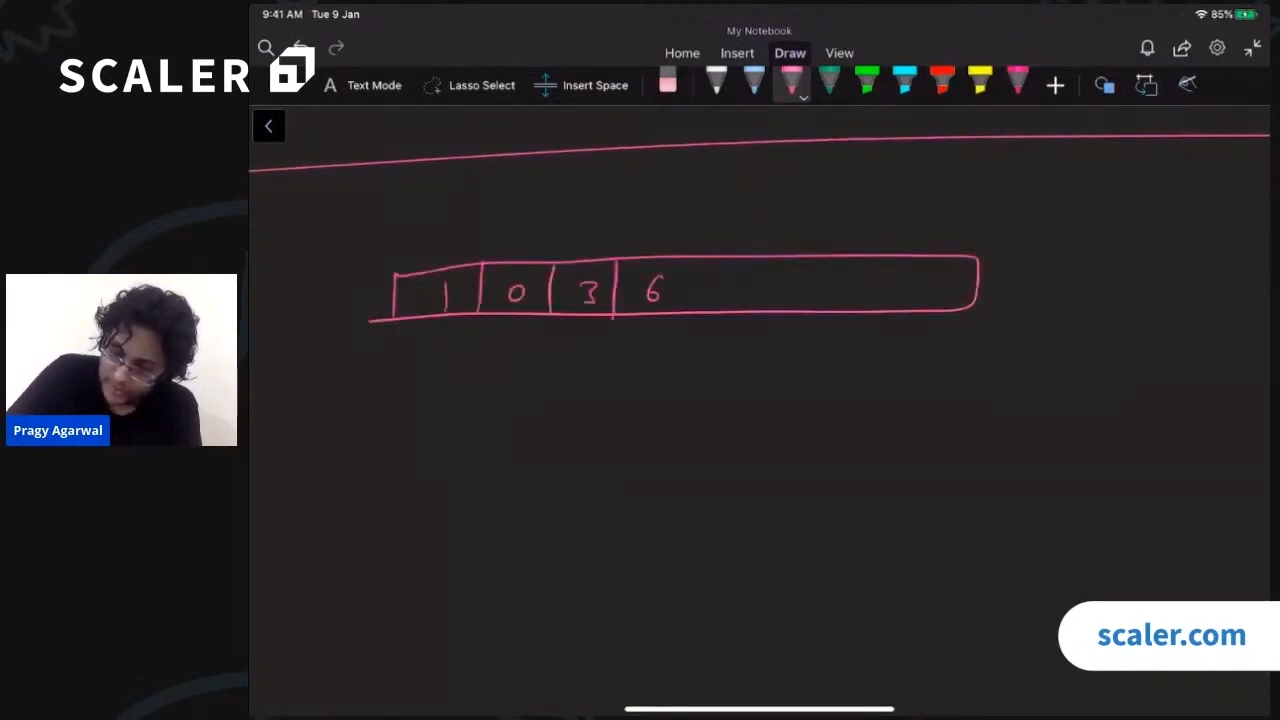 9:41 AM Tue 9 Jan
85%
My Notebook
SCALER
Home Insert Draw View
A Text Mode Lasso Select Insert Space
1 0 3 6
Pragy Agarwal
scaler.com